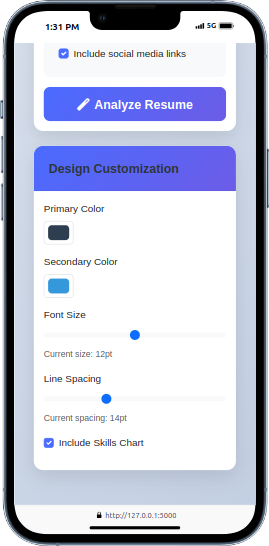 1:31 PM
5G
Include social media links
Analyze Resume
Design Customization
Primary Color
Secondary Color
Font Size
Current size: 12pt
Line Spacing
Current spacing: 14pt
Include Skills Chart
http://127.0.0.1:5000